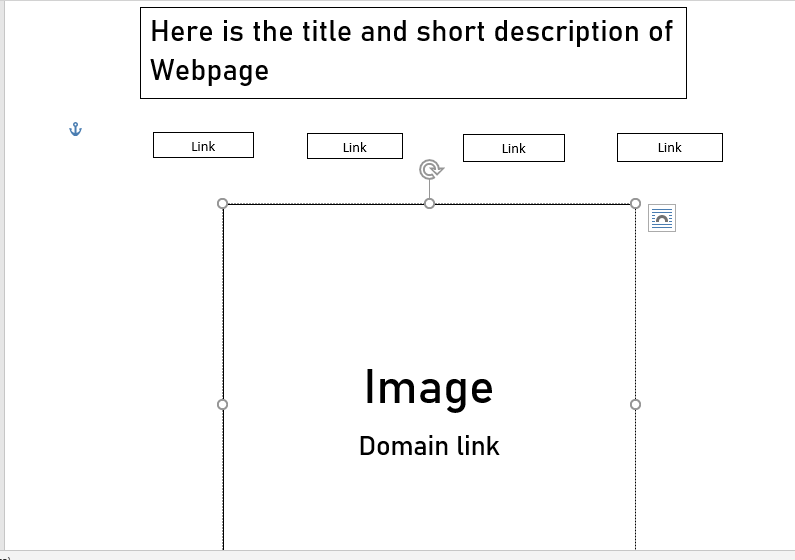 Here is the title and short description of
Webpage
Link
Link
Link
Link
Image
Domain link